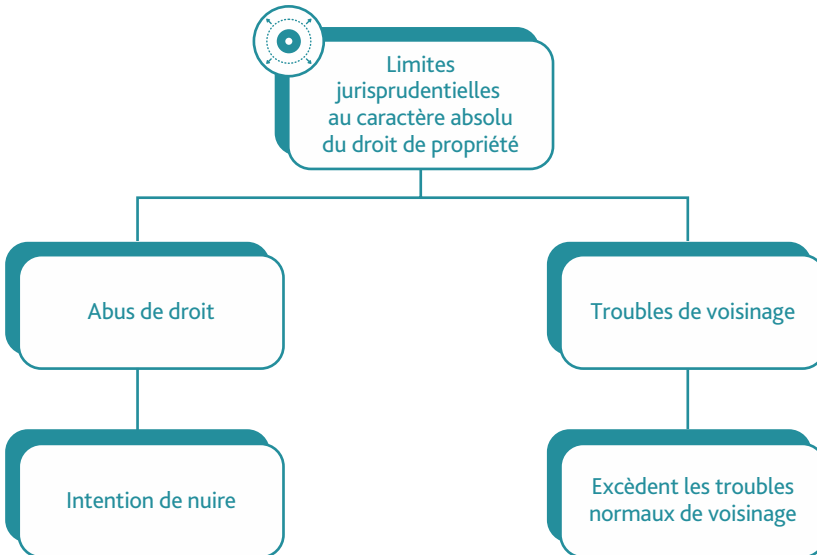 Limites
jurisprudentielles
au caractère absolu
du droit de propriété
Abus de droit
Troubles de voisinage
Intention de nuire
Excèdent les troubles
normaux de voisinage